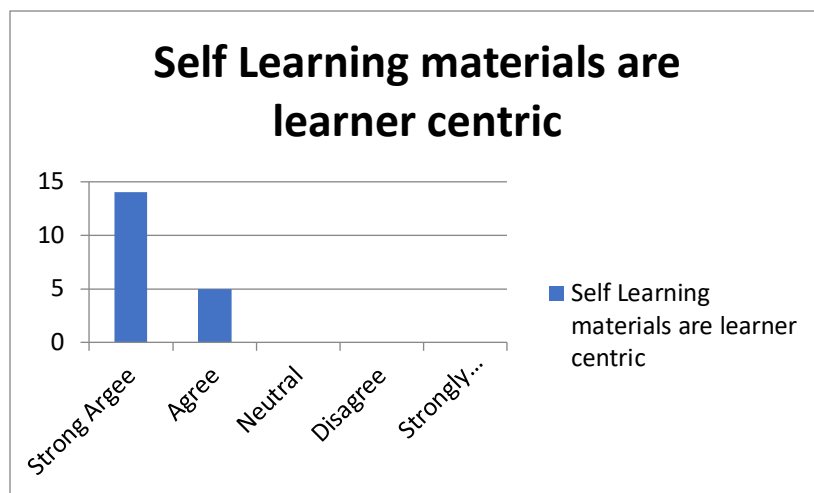 Self Learning materials are
learner centric
15
10
5
0
Strong Argee
Agree
Neutral
Disagree
Strongly...
Self Learning
materials are learner
centric